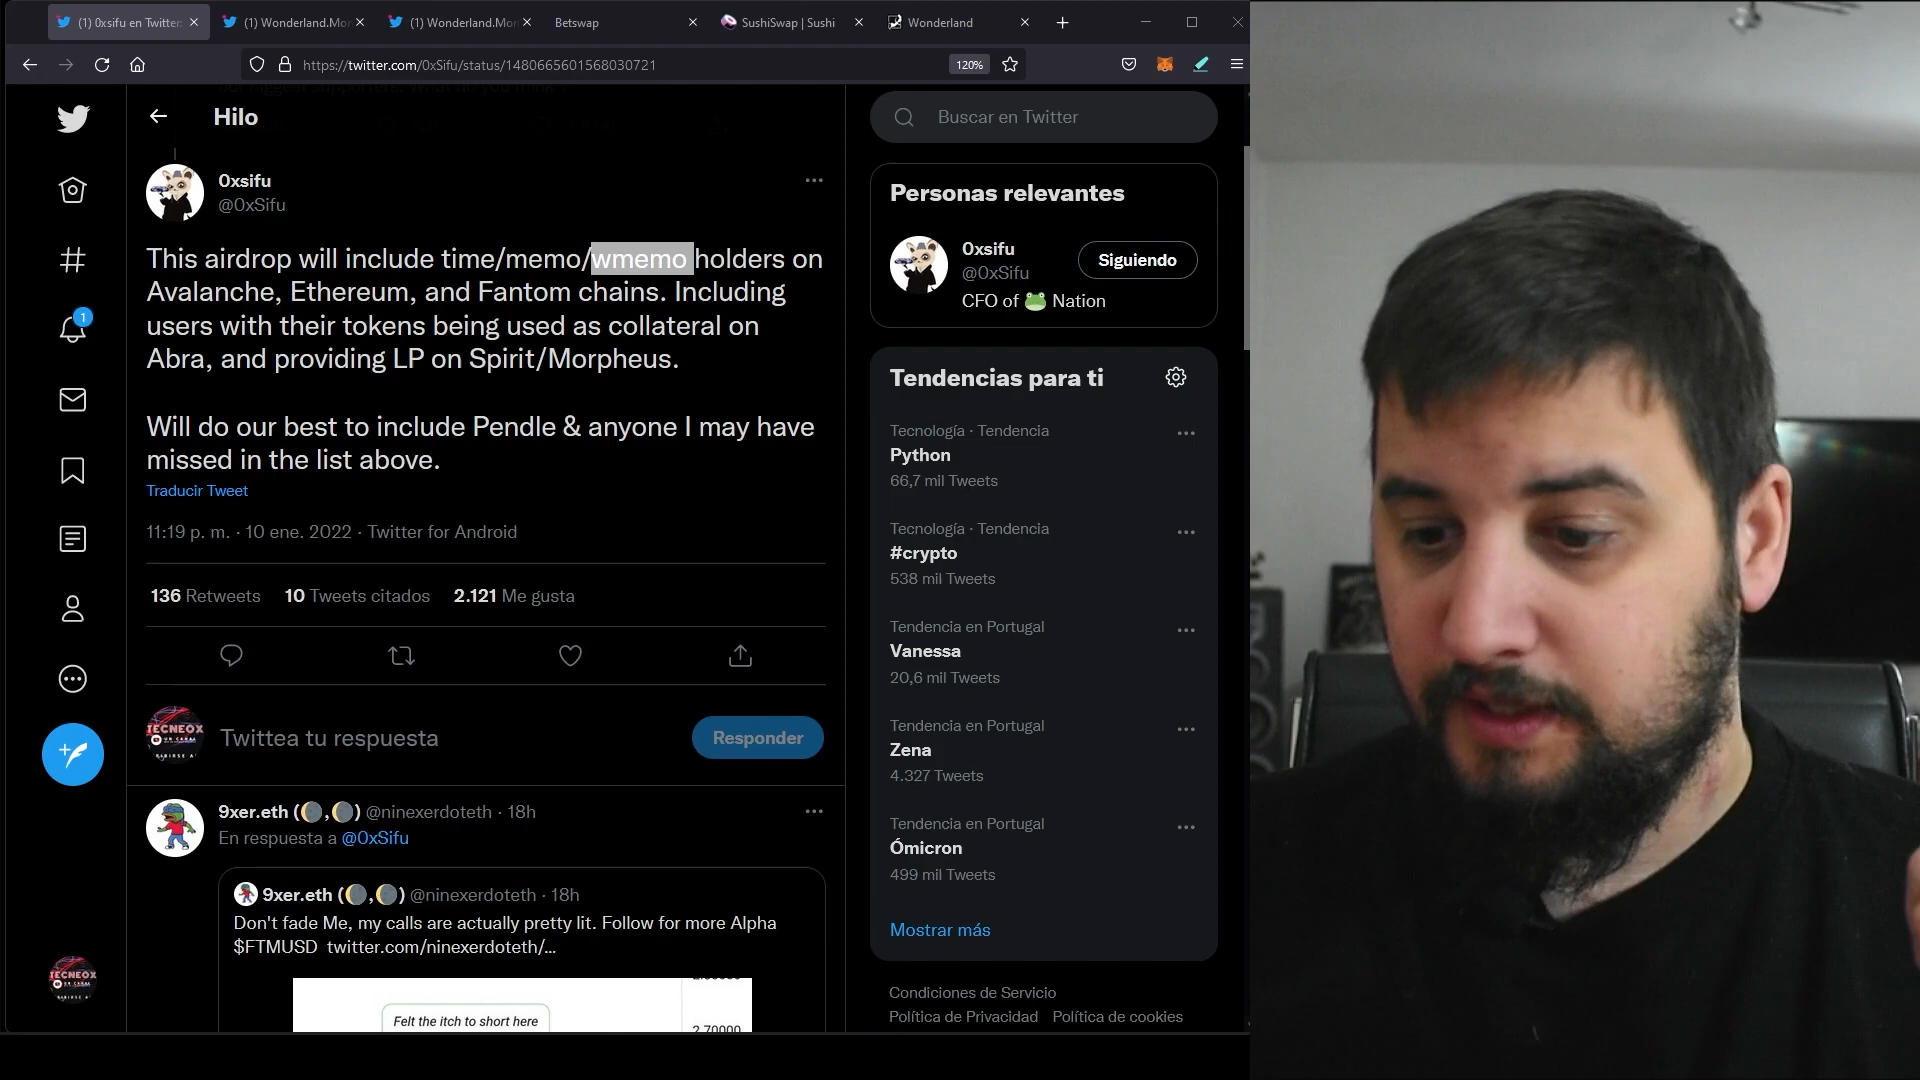 (1) 0xsifu en Twitter:
(1) Wonderland.Mor
(1) Wonderland.Mor
Betswap
SushiSwap | Sushi
Wonderland
https://twitter.com/0xSifu/status/1480665601568030721
120%
Hilo
0xsifu
@0xSifu
This airdrop will include time/memo/wmemo holders on
Avalanche, Ethereum, and Fantom chains. Including
users with their tokens being used as collateral on
Abra, and providing LP on Spirit/Morpheus.
Will do our best to include Pendle & anyone I may have
missed in the list above.
Traducir Tweet
11:19 p. m. · 10 ene. 2022 · Twitter for Android
136 Retweets 10 Tweets citados 2.121 Me gusta
1
TECNEOX
Twittea tu respuesta
Responder
9xer.eth (🌒,🌘) @ninexerdoteth · 18h
En respuesta a @0xSifu
9xer.eth (🌒,🌘) @ninexerdoteth · 18h
Don't fade Me, my calls are actually pretty lit. Follow for more Alpha
$FTMUSD twitter.com/ninexerdoteth/...
Felt the itch to short here
2.70000
TECNEOX
Buscar en Twitter
Personas relevantes
0xsifu
@0xSifu
Siguiendo
CFO of 🐸 Nation
Tendencias para ti
Tecnología · Tendencia
Python
66,7 mil Tweets
Tecnología · Tendencia
#crypto
538 mil Tweets
Tendencia en Portugal
Vanessa
20,6 mil Tweets
Tendencia en Portugal
Zena
4.327 Tweets
Tendencia en Portugal
Ómicron
499 mil Tweets
Mostrar más
Condiciones de Servicio
Política de Privacidad Política de cookies